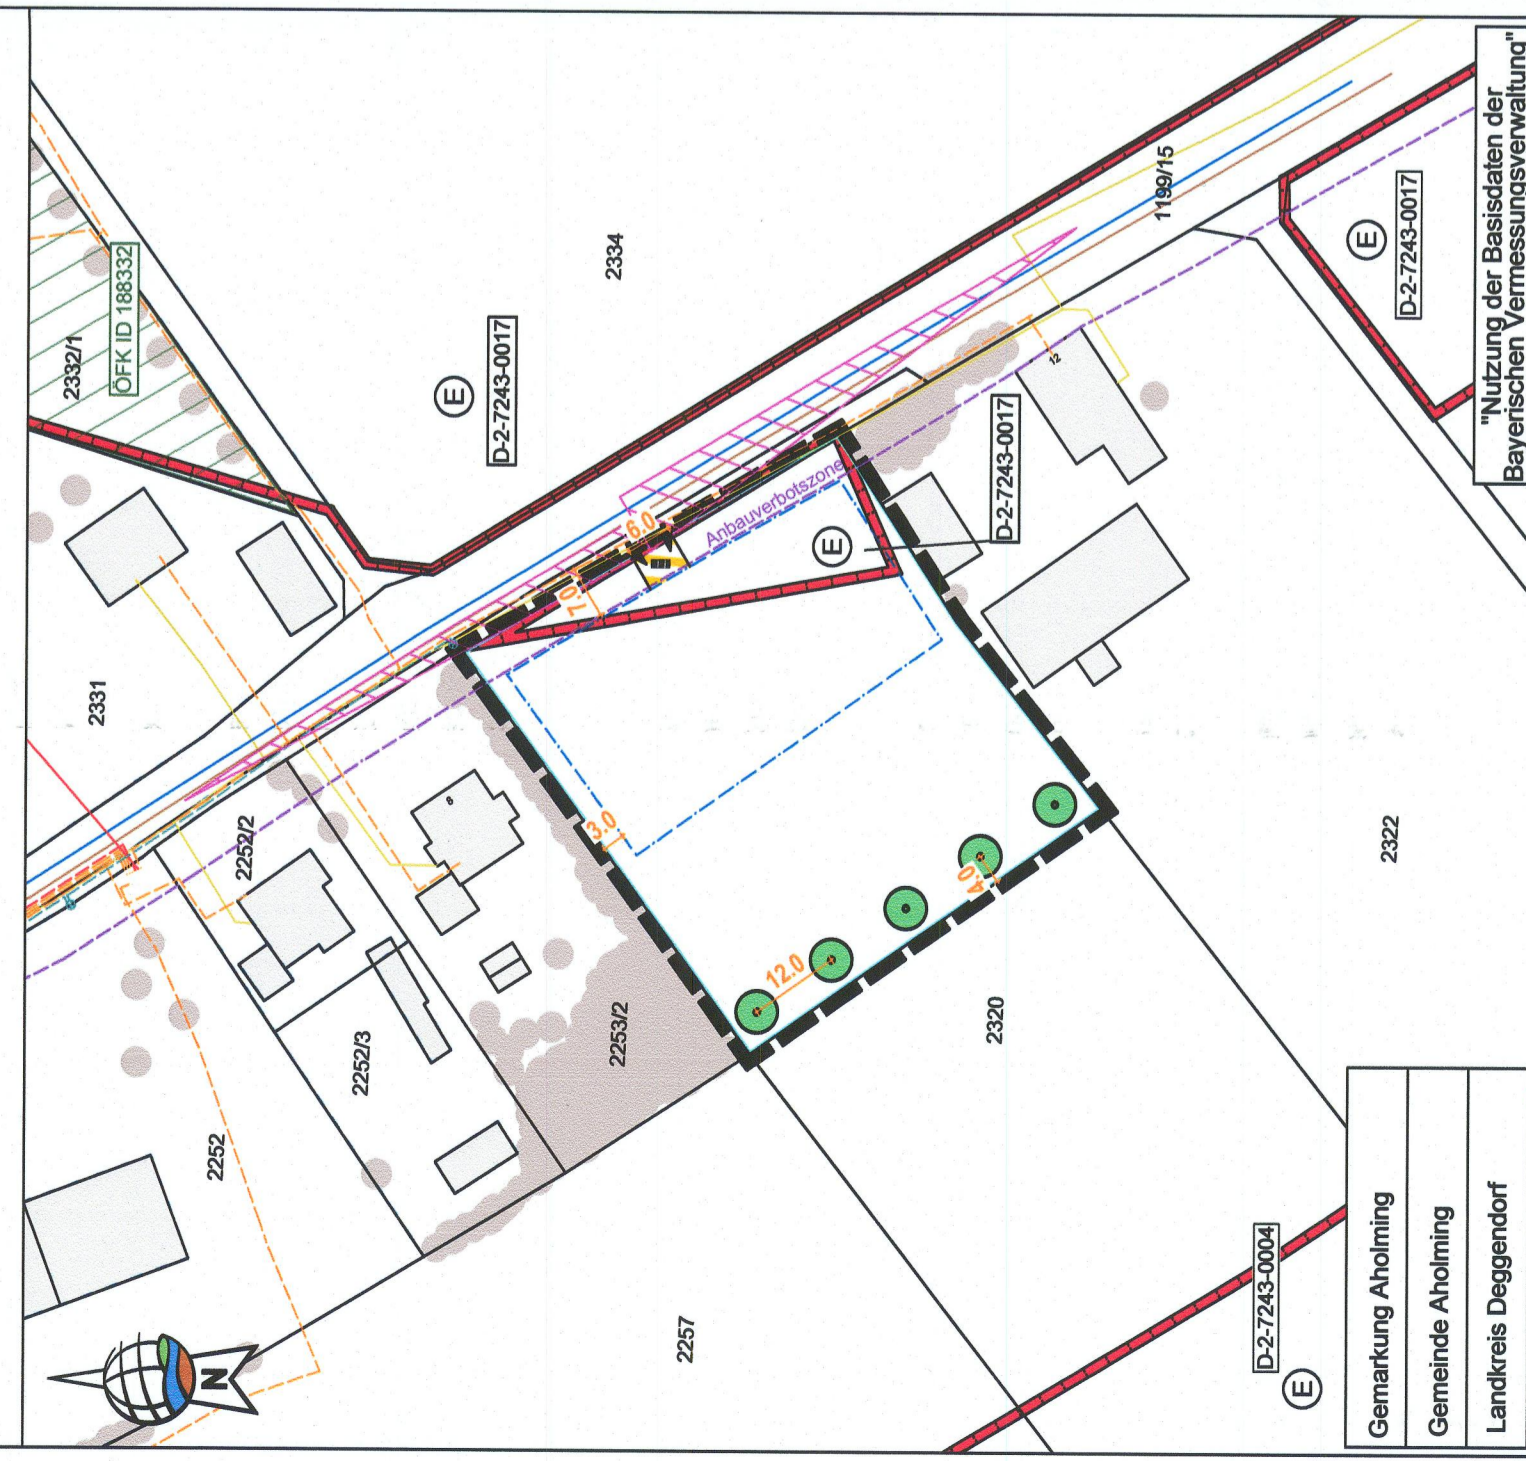 2332/1
ÖFK ID 188332
2334
E
D-2-7243-0017
1199/15
E
D-2-7243-0017
"Nutzung der Basisdaten der
Bayerischen Vermessungsverwaltung"
2331
6.0
7.0
Anbauverbotszone
E
D-2-7243-0017
12
2252/2
8
3.0
2252/3
2253/2
12.0
4.0
2322
2320
2252
2257
N
D-2-7243-0004
E
Gemarkung Aholming
Gemeinde Aholming
Landkreis Deggendorf